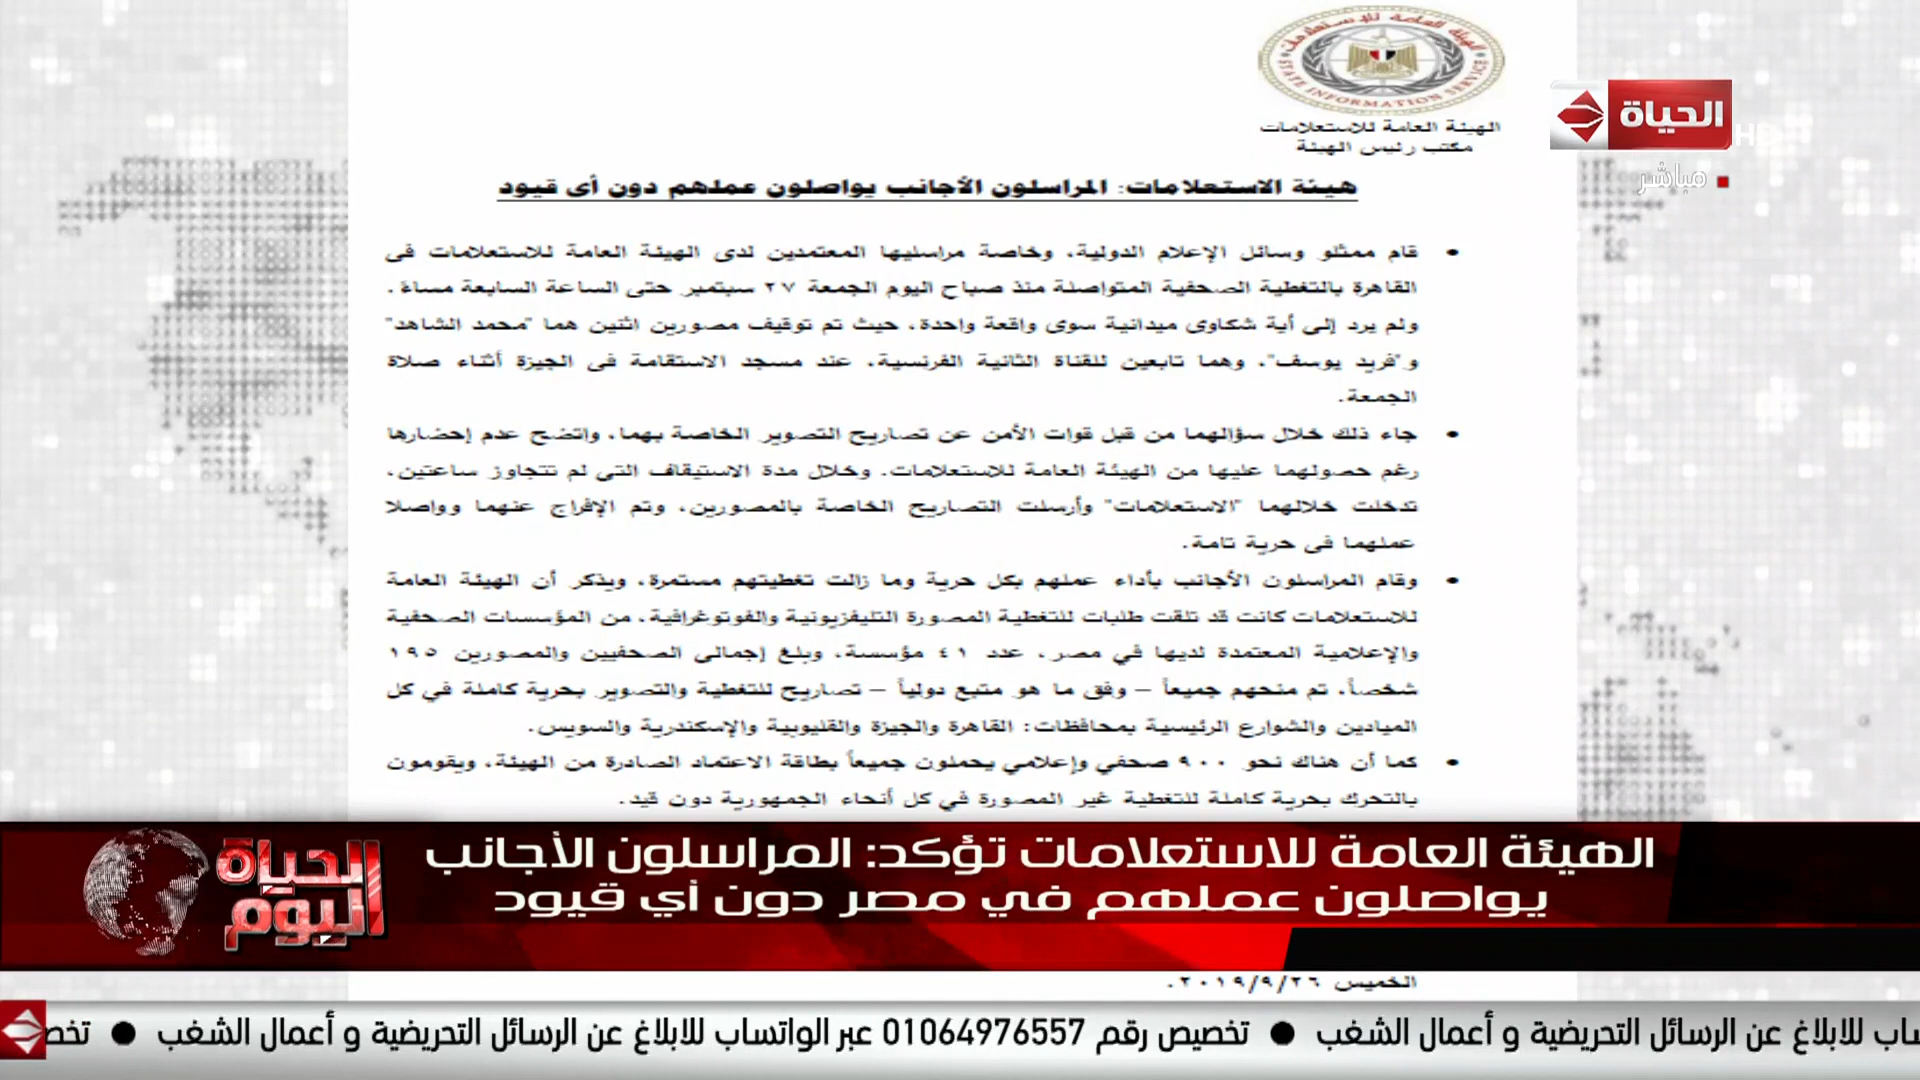 الهيئة العامة للاستعلامات
STATE INFORMATION SERVICE
الهيئة العامة للاستعلامات
مكتب رئيس الهيئة
الحياة HD
مباشر
هيئة الاستعلامات: المراسلون الأجانب يواصلون عملهم دون أى قيود
• قام ممثلو وسائل الإعلام الدولية، وخاصة مراسليها المعتمدين لدى الهيئة العامة للاستعلامات فى
القاهرة بالتغطية الصحفية المتواصلة منذ صباح اليوم الجمعة ٢٧ سبتمبر حتى الساعة السابعة مساءً.
ولم يرد إلى أية شكاوى ميدانية سوى واقعة واحدة، حيث تم توقيف مصورين اثنين هما "محمد الشاهد"
و"فريد يوسف"، وهما تابعين للقناة الثانية الفرنسية، عند مسجد الاستقامة فى الجيزة أثناء صلاة
الجمعة.
• جاء ذلك خلال سؤالهما من قبل قوات الأمن عن تصاريح التصوير الخاصة بهما، واتضح عدم إحضارها
رغم حصولهما عليها من الهيئة العامة للاستعلامات. وخلال مدة الاستيقاف التي لم تتجاوز ساعتين،
تدخلت خلالهما "الاستعلامات" وأرسلت التصاريح الخاصة بالمصورين، وتم الإفراج عنهما وواصلا
عملهما فى حرية تامة.
• وقام المراسلون الأجانب بأداء عملهم بكل حرية وما زالت تغطيتهم مستمرة، ويذكر أن الهيئة العامة
للاستعلامات كانت قد تلقت طلبات للتغطية المصورة التليفزيونية والفوتوغرافية، من المؤسسات الصحفية
والإعلامية المعتمدة لديها في مصر، عدد ٤١ مؤسسة، وبلغ إجمالى الصحفيين والمصورين ١٩٥
شخصاً، تم منحهم جميعاً – وفق ما هو متبع دولياً – تصاريح للتغطية والتصوير بحرية كاملة في كل
الميادين والشوارع الرئيسية بمحافظات: القاهرة والجيزة والقليوبية والإسكندرية والسويس.
• كما أن هناك نحو ٩٠٠ صحفي وإعلامي يحملون جميعاً بطاقة الاعتماد الصادرة من الهيئة، ويقومون
بالتحرك بحرية كاملة للتغطية غير المصورة في كل أنحاء الجمهورية دون قيد.
الهيئة العامة للاستعلامات تؤكد: المراسلون الأجانب
يواصلون عملهم في مصر دون أي قيود
الحياة
اليوم
الخميس ٢٠١٩/٩/٢٦.
ساب للابلاغ عن الرسائل التحريضية و أعمال الشغب ● تخصيص رقم 01064976557 عبر الواتساب للابلاغ عن الرسائل التحريضية و أعمال الشغب ● تخص